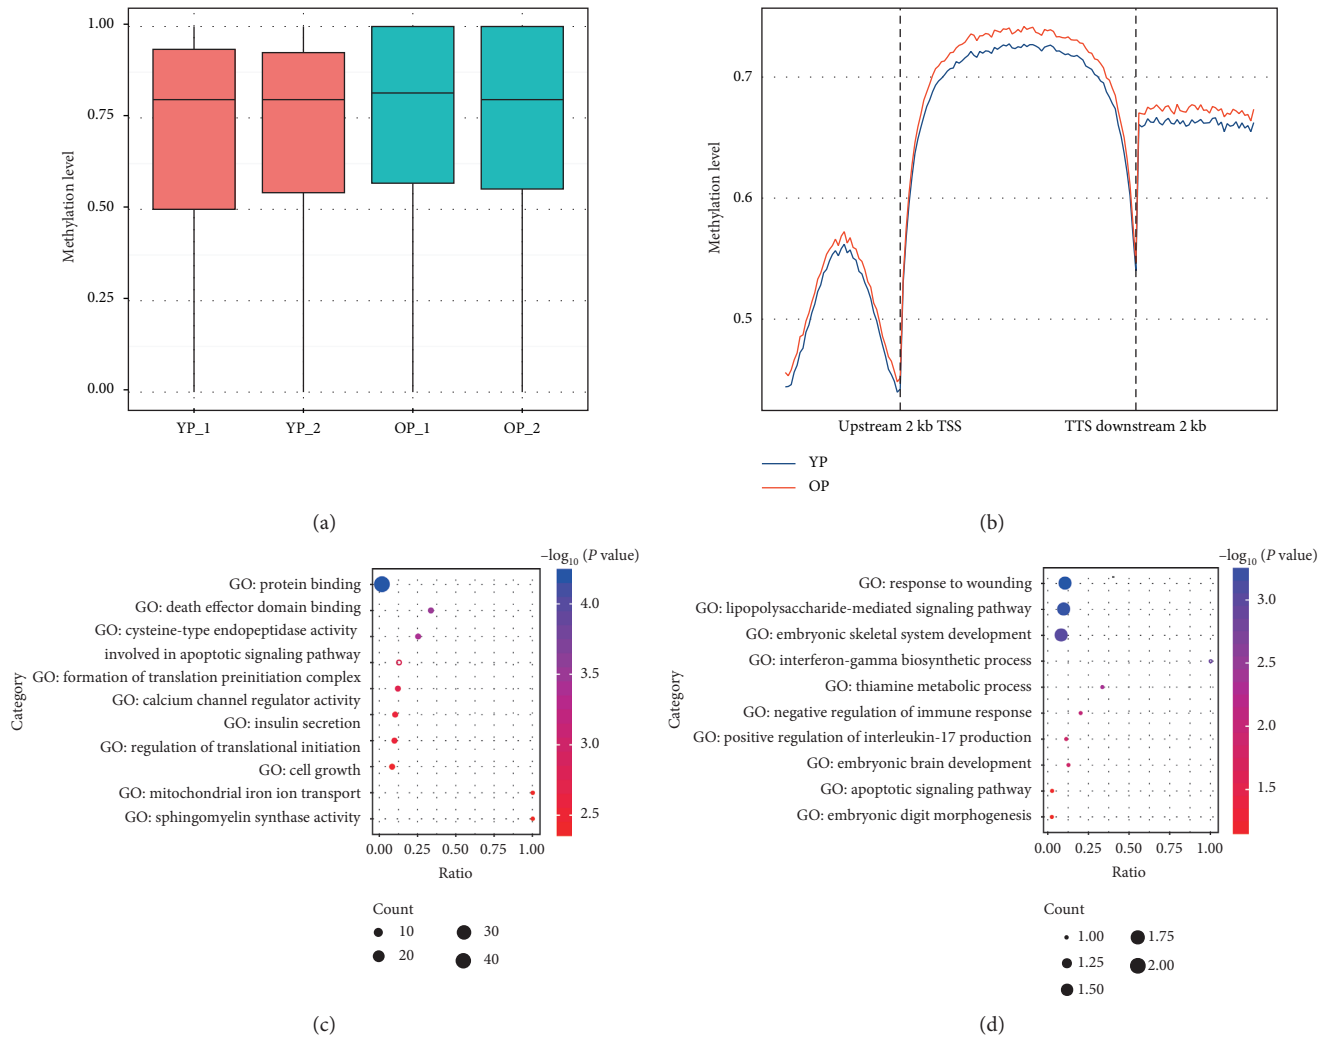 1.00
0.75
0.50
0.25
0.00
Methylation level
YP_1 YP_2 OP_1 OP_2
(a)
0.7
0.6
0.5
Methylation level
Upstream 2 kb TSS TTS downstream 2 kb
YP
OP
(b)
–log10 (P value)
GO: protein binding
GO: death effector domain binding
GO: cysteine-type endopeptidase activity
involved in apoptotic signaling pathway
GO: formation of translation preinitiation complex
GO: calcium channel regulator activity
GO: insulin secretion
GO: regulation of translational initiation
GO: cell growth
GO: mitochondrial iron ion transport
GO: sphingomyelin synthase activity
Category
4.0
3.5
3.0
2.5
0.00 0.25 0.50 0.75 1.00
Ratio
Count
10 30
20 40
(c)
–log10 (P value)
GO: response to wounding
GO: lipopolysaccharide-mediated signaling pathway
GO: embryonic skeletal system development
GO: interferon-gamma biosynthetic process
GO: thiamine metabolic process
GO: negative regulation of immune response
GO: positive regulation of interleukin-17 production
GO: embryonic brain development
GO: apoptotic signaling pathway
GO: embryonic digit morphogenesis
Category
3.0
2.5
2.0
1.5
0.00 0.25 0.50 0.75 1.00
Ratio
Count
1.00 1.75
1.25 2.00
1.50
(d)